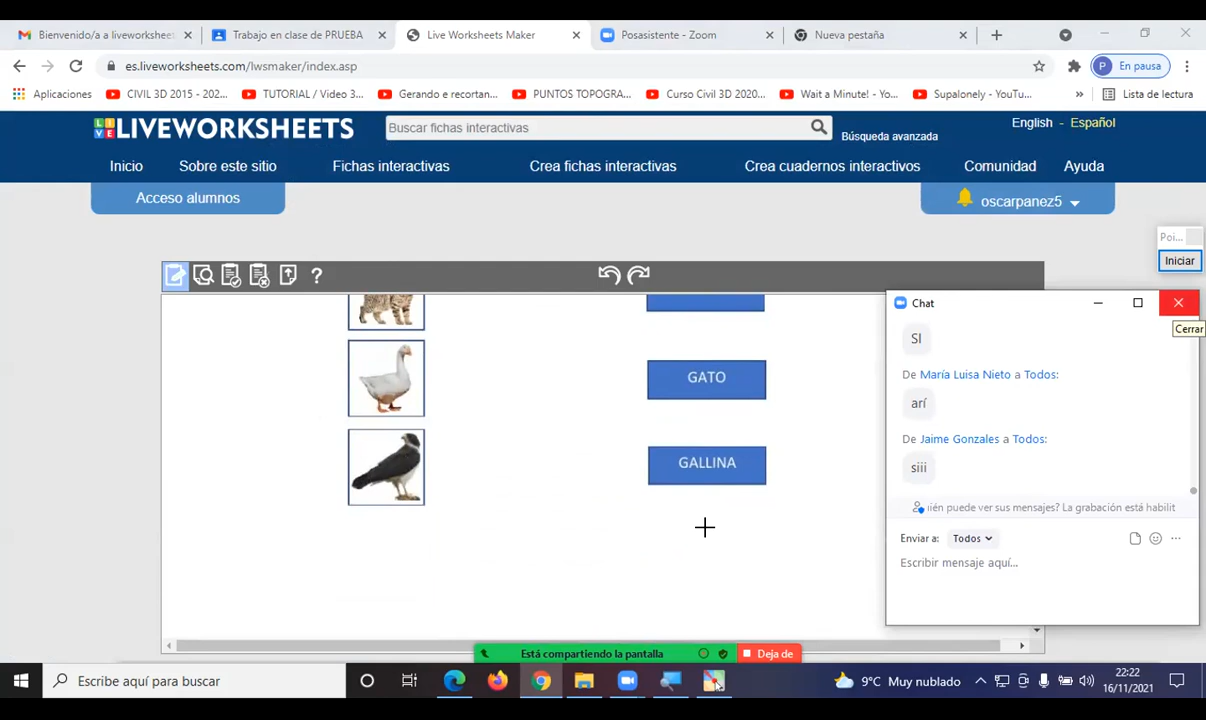 Bienvenido/a a liveworkshee
Trabajo en clase de PRUEBA
Live Worksheets Maker
Posasistente - Zoom
Nueva pestaña
es.liveworksheets.com/lwsmaker/index.asp
P En pausa
Aplicaciones
CIVIL 3D 2015 - 202...
TUTORIAL / Video 3...
Gerando e recortan...
PUNTOS TOPOGRA...
Curso Civil 3D 2020...
Wait a Minute! - Yo...
Supalonely - YouTu...
»
Lista de lectura
LIVE LIVEWORKSHEETS
Buscar fichas interactivas
Búsqueda avanzada
English - Español
Inicio
Sobre este sitio
Fichas interactivas
Crea fichas interactivas
Crea cuadernos interactivos
Comunidad
Ayuda
Acceso alumnos
oscarpanez5
Poi...
Iniciar
?
Chat
Cerrar
SI
De María Luisa Nieto a Todos:
arí
De Jaime Gonzales a Todos:
siii
GATO
GALLINA
ién puede ver sus mensajes? La grabación está habilit
Enviar a: Todos
Escribir mensaje aquí...
Está compartiendo la pantalla
Deja de
Escribe aquí para buscar
9°C Muy nublado
22:22
16/11/2021